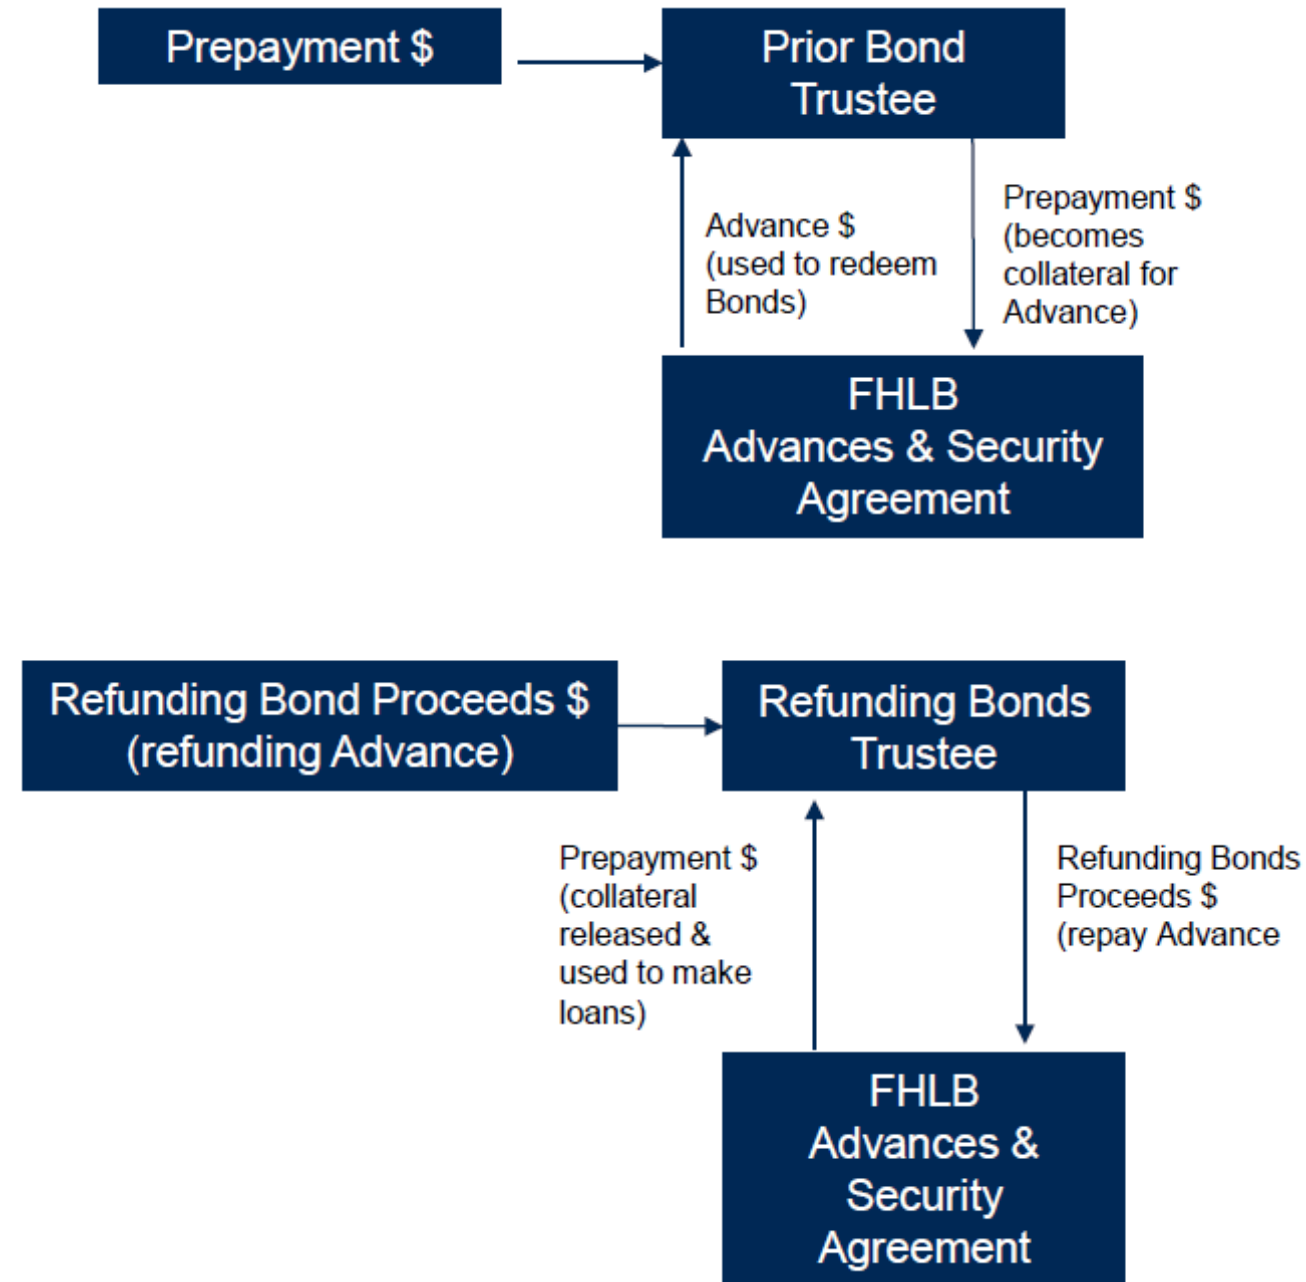 Prepayment $
Prior Bond
Trustee
Advance $
(used to redeem
Bonds)
Prepayment $
(becomes
collateral for
Advance)
FHLB
Advances & Security
Agreement
Refunding Bond Proceeds $
(refunding Advance)
Refunding Bonds
Trustee
Prepayment $
(collateral
released &
used to make
loans)
Refunding Bonds
Proceeds $
(repay Advance
FHLB
Advances &
Security
Agreement